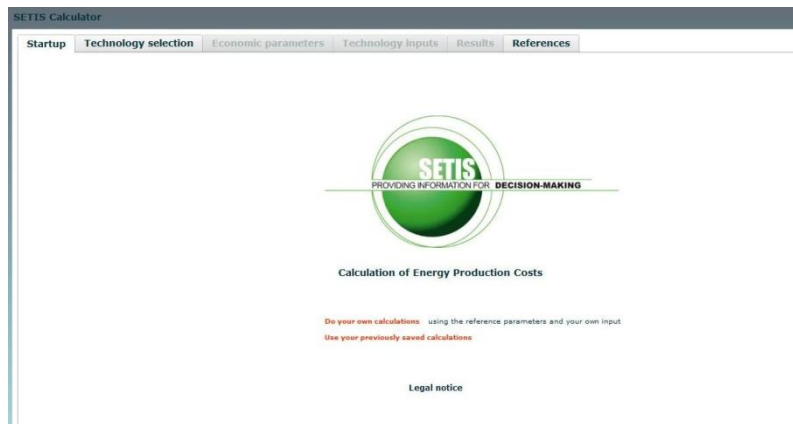 SETIS Calculator
Startup Technology selection Economic parameters Technology inputs Results References
SETIS
PROVIDING INFORMATION FOR DECISION-MAKING
Calculation of Energy Production Costs
Do your own calculations using the reference parameters and your own input
Use your previously saved calculations
Legal notice